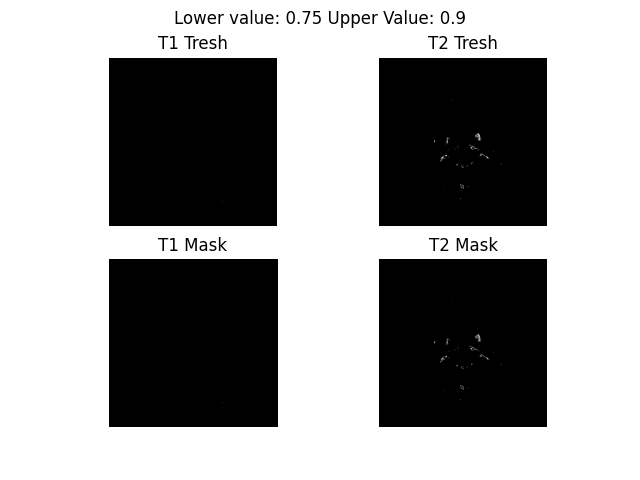 Lower value: 0.75 Upper Value: 0.9
T1 Tresh
T2 Tresh
T1 Mask
T2 Mask